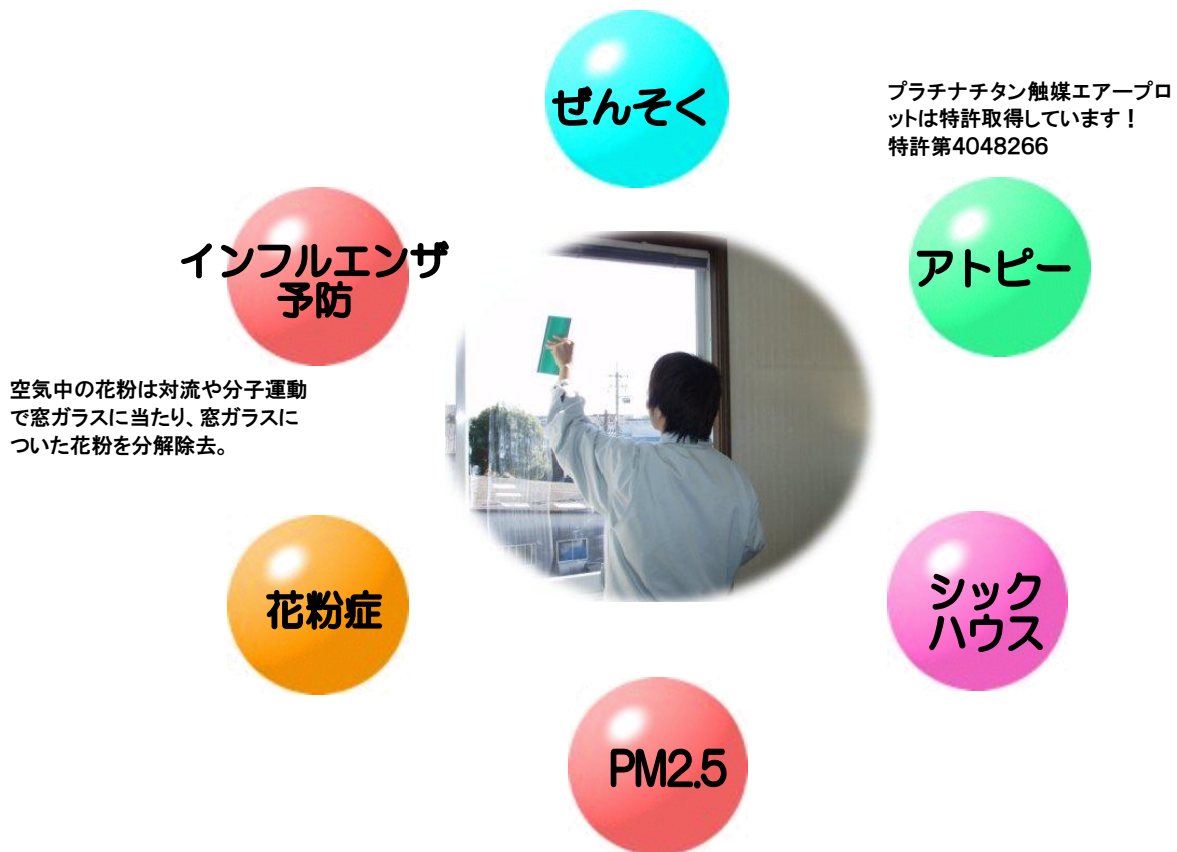 ぜんそく
プラチナチタン触媒エアープロ
ットは特許取得しています！
特許第4048266
インフルエンザ
予防
アトピー
空気中の花粉は対流や分子運動
で窓ガラスに当たり、窓ガラスに
ついた花粉を分解除去。
花粉症
シック
ハウス
PM2.5